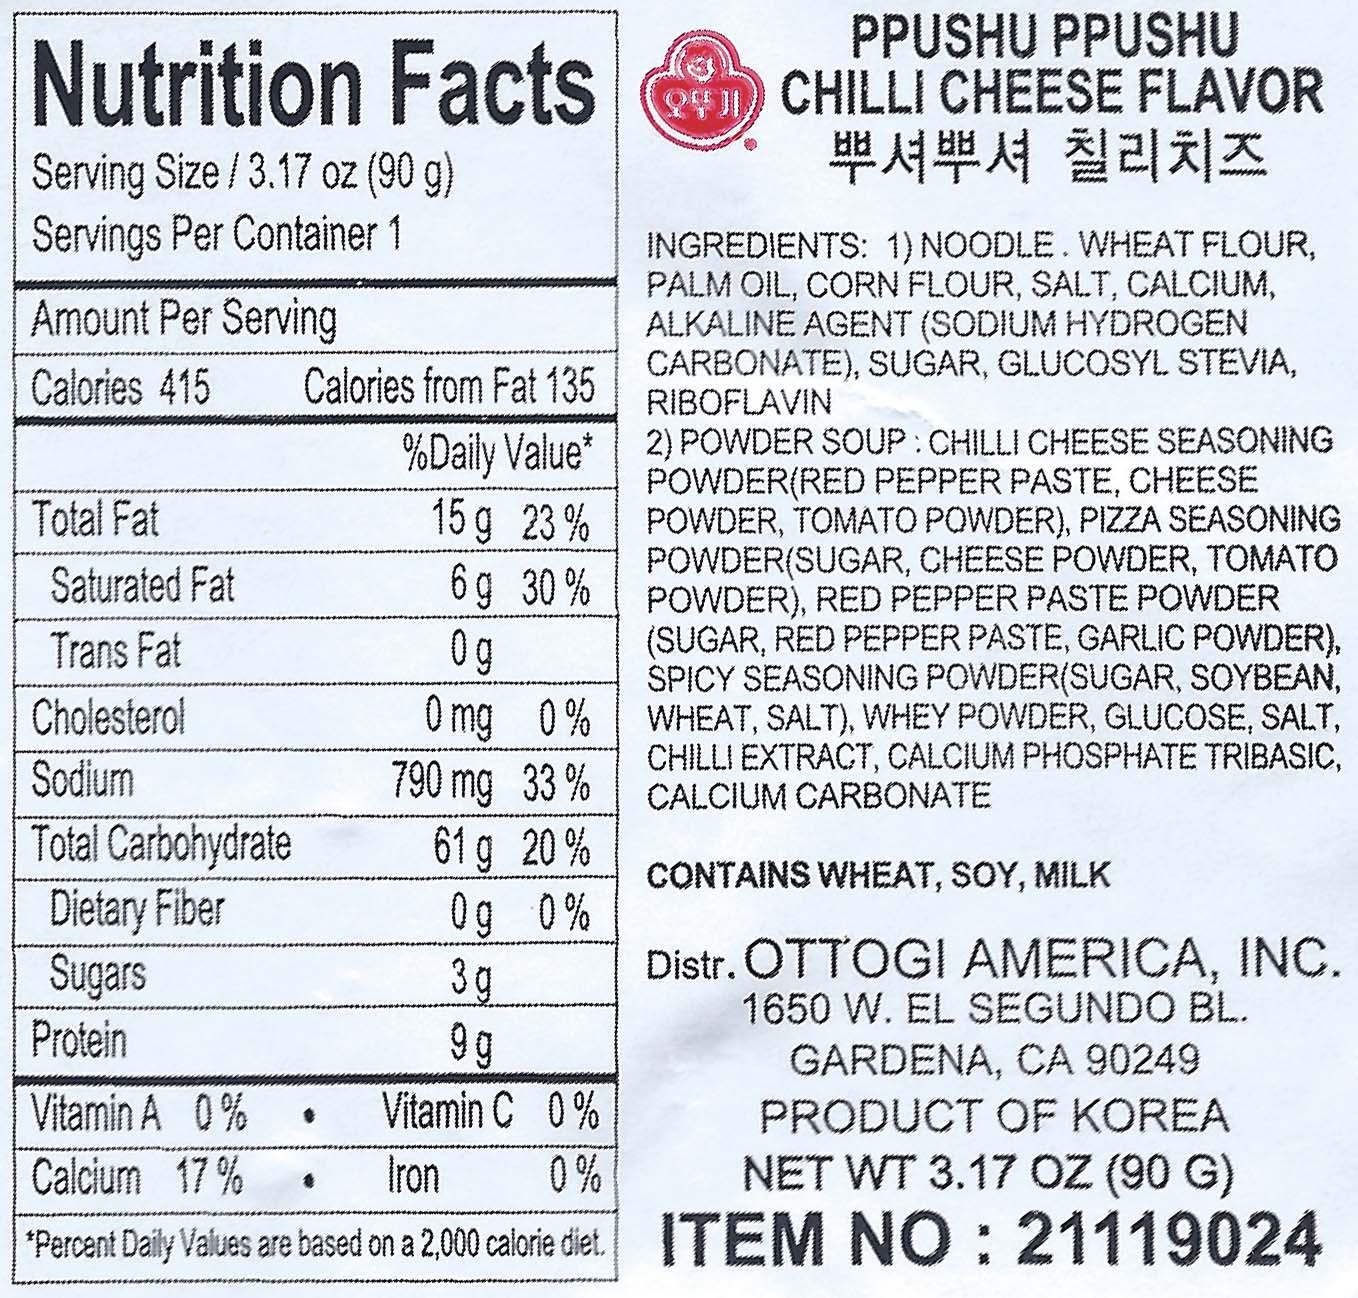 Nutrition Facts
Serving Size / 3.17 oz (90 g)
Servings Per Container 1
Amount Per Serving
Calories 415 Calories from Fat 135
%Daily Value*
Total Fat 15 g 23 %
Saturated Fat 6 g 30 %
Trans Fat 0 g
Cholesterol 0 mg 0 %
Sodium 790 mg 33 %
Total Carbohydrate 61 g 20 %
Dietary Fiber 0 g 0 %
Sugars 3 g
Protein 9 g
Vitamin A 0 % • Vitamin C 0 %
Calcium 17 % • Iron 0 %
*Percent Daily Values are based on a 2,000 calorie diet.
오뚜기
PPUSHU PPUSHU
CHILLI CHEESE FLAVOR
뿌셔뿌셔 칠리치즈
INGREDIENTS: 1) NOODLE . WHEAT FLOUR,
PALM OIL, CORN FLOUR, SALT, CALCIUM,
ALKALINE AGENT (SODIUM HYDROGEN
CARBONATE), SUGAR, GLUCOSYL STEVIA,
RIBOFLAVIN
2) POWDER SOUP : CHILLI CHEESE SEASONING
POWDER(RED PEPPER PASTE, CHEESE
POWDER, TOMATO POWDER), PIZZA SEASONING
POWDER(SUGAR, CHEESE POWDER, TOMATO
POWDER), RED PEPPER PASTE POWDER
(SUGAR, RED PEPPER PASTE, GARLIC POWDER),
SPICY SEASONING POWDER(SUGAR, SOYBEAN,
WHEAT, SALT), WHEY POWDER, GLUCOSE, SALT,
CHILLI EXTRACT, CALCIUM PHOSPHATE TRIBASIC,
CALCIUM CARBONATE
CONTAINS WHEAT, SOY, MILK
Distr. OTTOGI AMERICA, INC.
1650 W. EL SEGUNDO BL.
GARDENA, CA 90249
PRODUCT OF KOREA
NET WT 3.17 OZ (90 G)
ITEM NO : 21119024